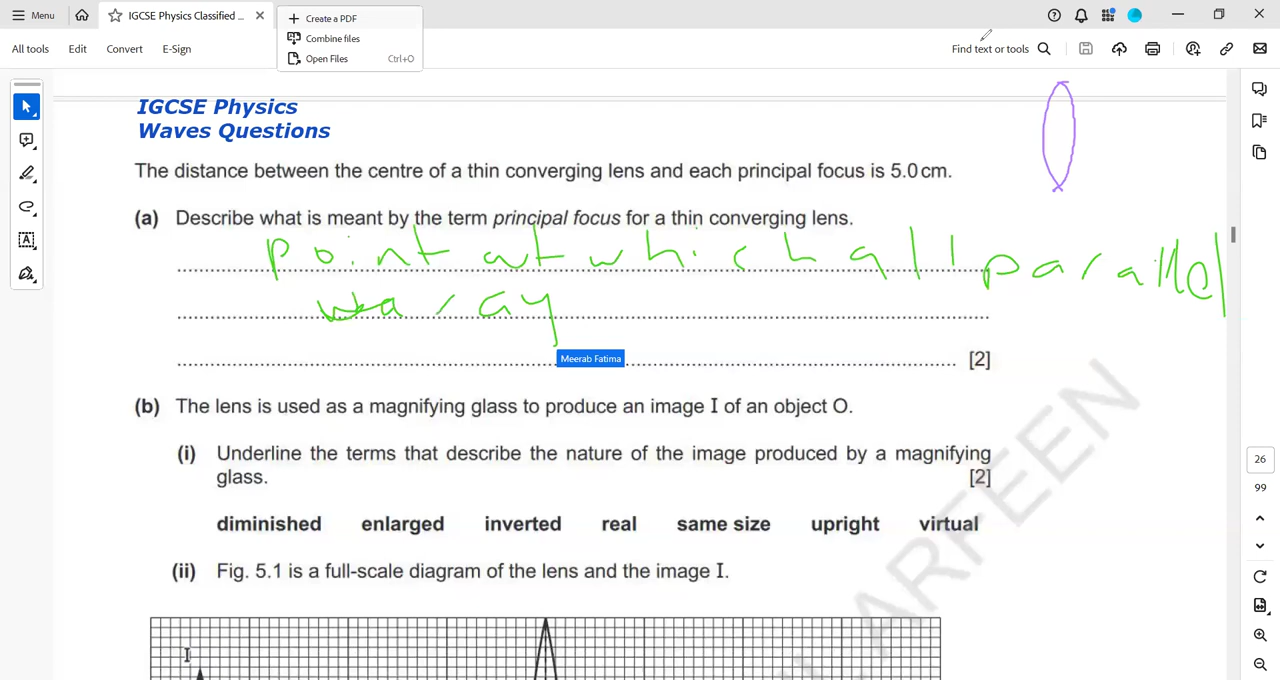 Menu
IGCSE Physics Classified ...
Create a PDF
Combine files
Open Files Ctrl+O
All tools Edit Convert E-Sign
Find text or tools
IGCSE Physics
Waves Questions
The distance between the centre of a thin converging lens and each principal focus is 5.0 cm.
(a) Describe what is meant by the term principal focus for a thin converging lens.
Point at which all parallel
ray
Meerab Fatima
[2]
(b) The lens is used as a magnifying glass to produce an image I of an object O.
(i) Underline the terms that describe the nature of the image produced by a magnifying
glass. [2]
diminished enlarged inverted real same size upright virtual
(ii) Fig. 5.1 is a full-scale diagram of the lens and the image I.
I
ARFEEN
26
99